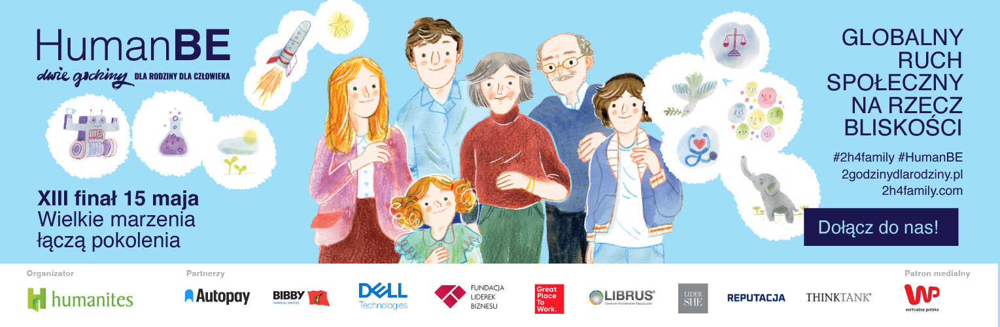 HumanBE
dwie godziny DLA RODZINY DLA CZŁOWIEKA
XIII finał 15 maja
Wielkie marzenia
łączą pokolenia
GLOBALNY
RUCH
SPOŁECZNY
NA RZECZ
BLISKOŚCI
#2h4family #HumanBE
2godzinydlarodziny.pl
2h4family.com
Dołącz do nas!
Organizator
humanites
Partnerzy
Autopay
BIBBY
FINANCIAL SERVICES
DELL
Technologies
FUNDACJA
LIDEREK
BIZNESU
Great
Place
To
Work®
LIBRUS®
Centrum Kształcenia Nauczycieli
LIDER
SHE
REPUTACJA
THINKTANK
Patron medialny
WP
wirtualna polska